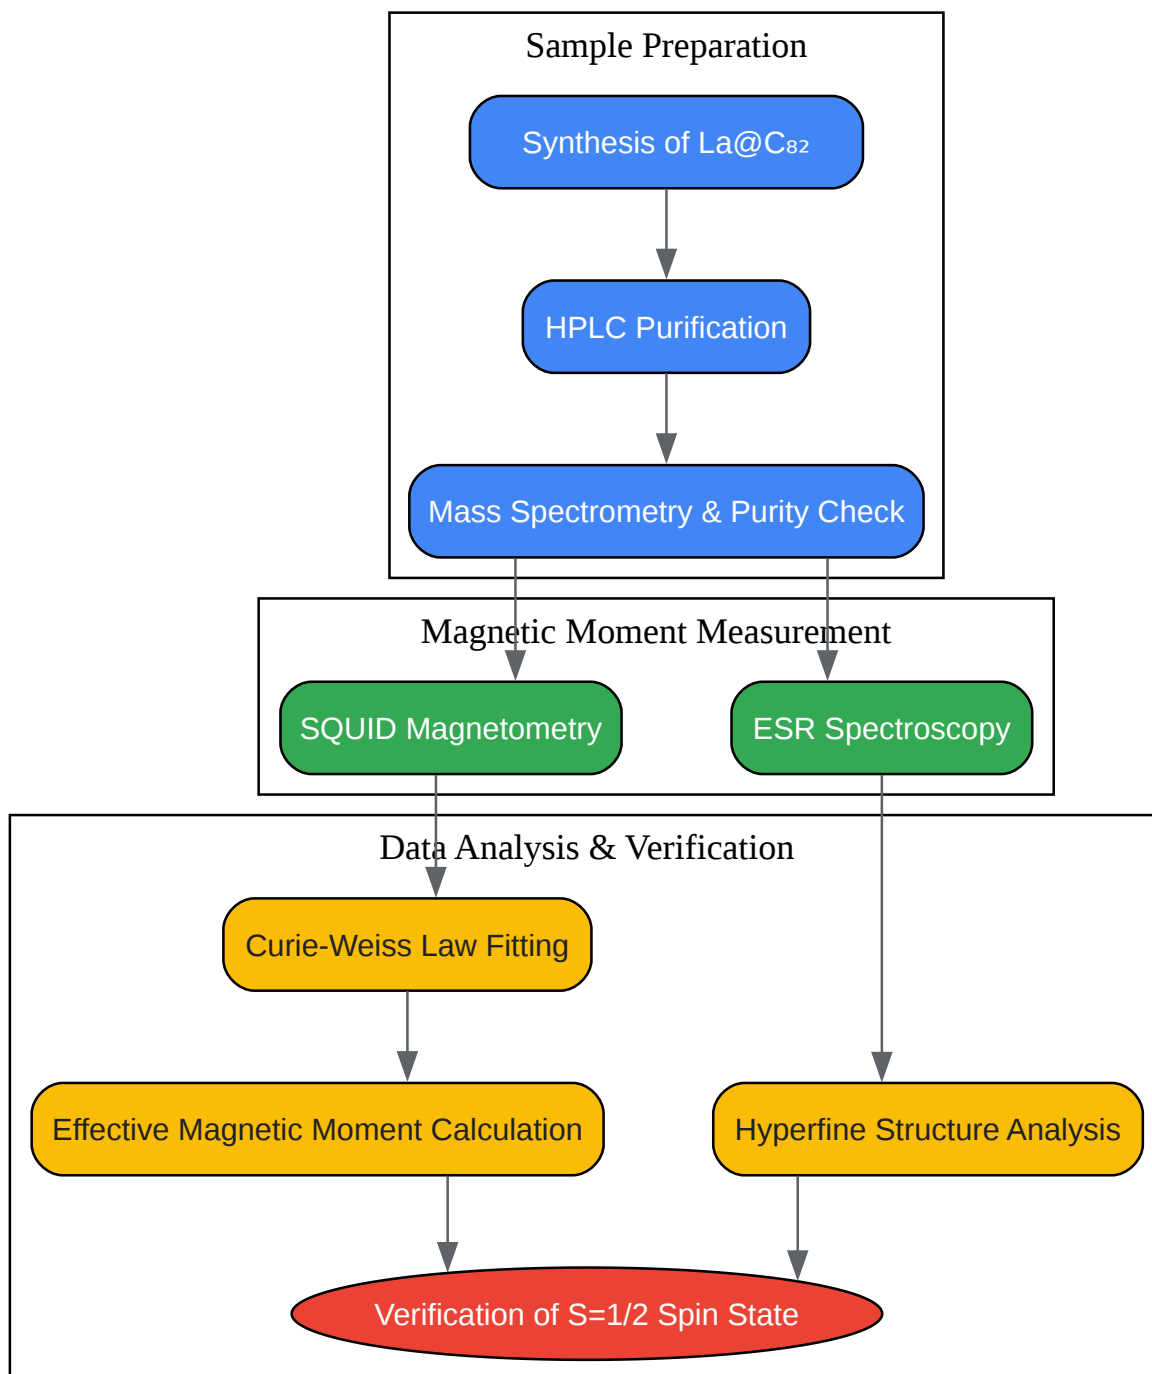 Sample Preparation
Synthesis of La@C₈₂
HPLC Purification
Mass Spectrometry & Purity Check
Magnetic Moment Measurement
SQUID Magnetometry
ESR Spectroscopy
Data Analysis & Verification
Curie-Weiss Law Fitting
Effective Magnetic Moment Calculation
Hyperfine Structure Analysis
Verification of S=1/2 Spin State